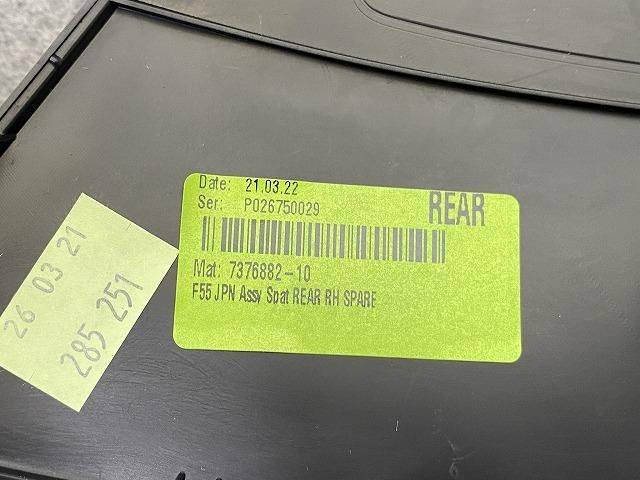 Date: 21.03.22
Ser: P026750029
REAR
Mat: 7376882-10
F55 JPN Assy Spat REAR RH SPARE
26 03 21
285 251